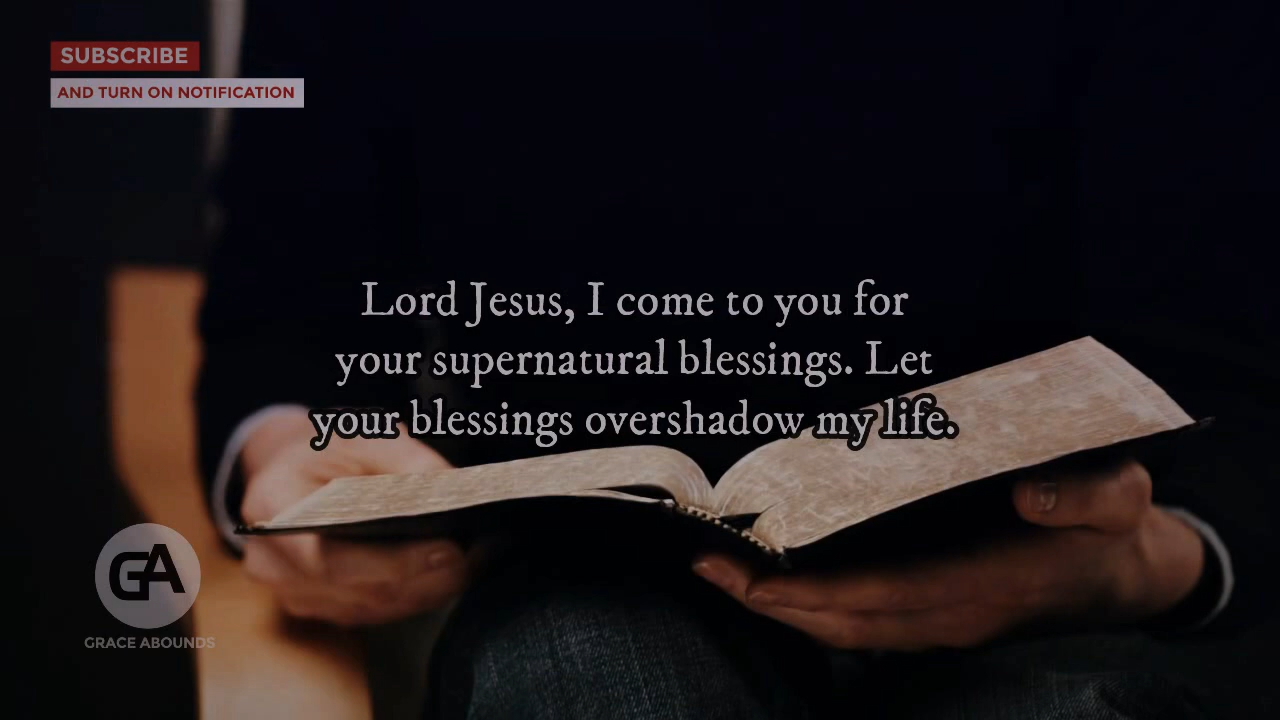 SUBSCRIBE
AND TURN ON NOTIFICATION
Lord Jesus, I come to you for
your supernatural blessings. Let
your blessings overshadow my life.
GA
GRACE ABOUNDS